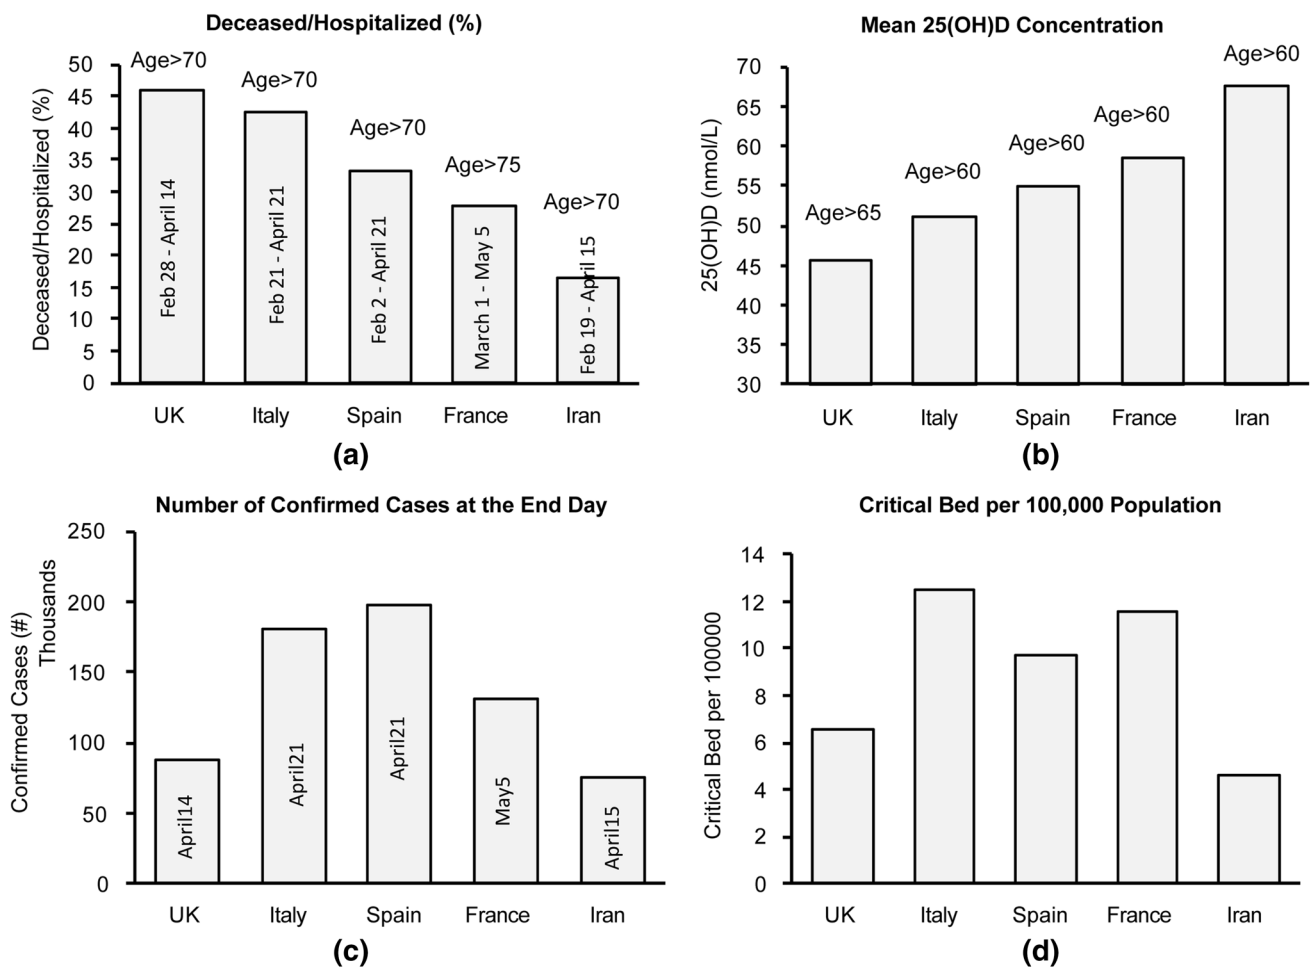 Deceased/Hospitalized (%)
Deceased/Hospitalized (%)
50
45
40
35
30
25
20
15
10
5
0
Age>70
Age>70
Age>70
Age>75
Age>70
Feb 28 - April 14
Feb 21 - April 21
Feb 2 - April 21
March 1 - May 5
Feb 19 - April 15
UK
Italy
Spain
France
Iran
(a)
Mean 25(OH)D Concentration
25(OH)D (nmol/L)
70
65
60
55
50
45
40
35
30
Age>65
Age>60
Age>60
Age>60
Age>60
UK
Italy
Spain
France
Iran
(b)
Number of Confirmed Cases at the End Day
Confirmed Cases (#)
Thousands
250
200
150
100
50
0
April14
April21
April21
May5
April15
UK
Italy
Spain
France
Iran
(c)
Critical Bed per 100,000 Population
Critical Bed per 100000
14
12
10
8
6
4
2
0
UK
Italy
Spain
France
Iran
(d)